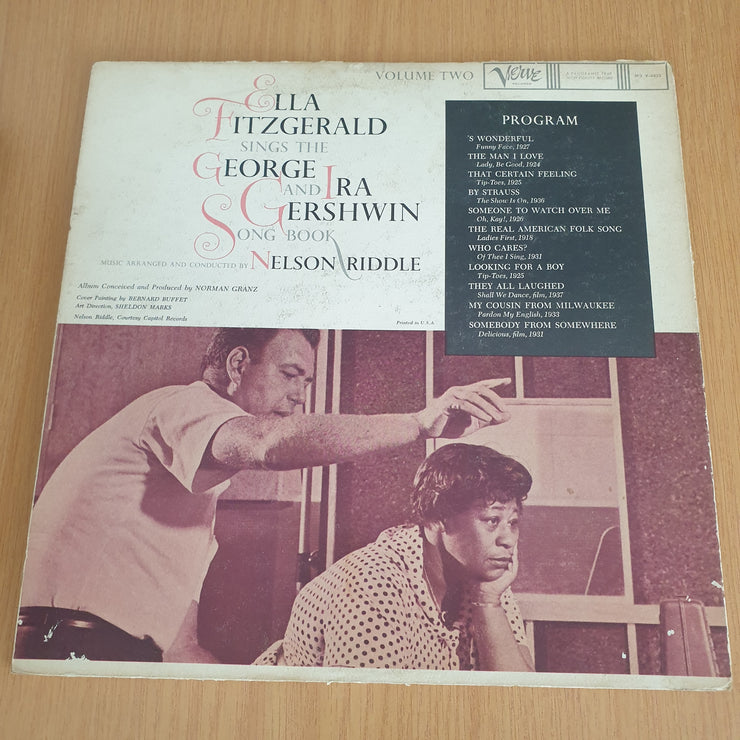 VOLUME TWO
Verve
RECORDS
ELLA
FITZGERALD
SINGS THE
GEORGE
AND IRA
GERSHWIN
SONG BOOK
MUSIC ARRANGED AND CONDUCTED BY NELSON RIDDLE
Album Conceived and Produced by NORMAN GRANZ
Cover Painting by BERNARD BUFFET
Art Direction, SHELDON MARKS
Nelson Riddle, Courtesy Capitol Records
Printed in U.S.A.
PROGRAM
'S WONDERFUL
Funny Face, 1927
THE MAN I LOVE
Lady, Be Good, 1924
THAT CERTAIN FEELING
Tip-Toes, 1925
BY STRAUSS
The Show Is On, 1936
SOMEONE TO WATCH OVER ME
Oh, Kay!, 1926
THE REAL AMERICAN FOLK SONG
Ladies First, 1918
WHO CARES?
Of Thee I Sing, 1931
LOOKING FOR A BOY
Tip-Toes, 1925
THEY ALL LAUGHED
Shall We Dance, film, 1937
MY COUSIN FROM MILWAUKEE
Pardon My English, 1933
SOMEBODY FROM SOMEWHERE
Delicious, film, 1931